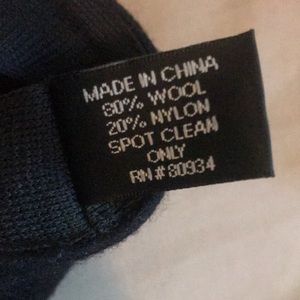 MADE IN CHINA
80% WOOL
20% NYLON
SPOT CLEAN
ONLY
RN # 80934